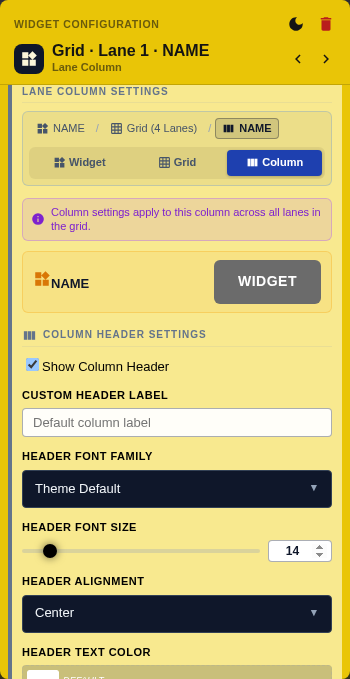 WIDGET CONFIGURATION
Grid · Lane 1 · NAME
Lane Column
LANE COLUMN SETTINGS
NAME / Grid (4 Lanes) / NAME
Widget Grid Column
Column settings apply to this column across all lanes in
the grid.
NAME WIDGET
COLUMN HEADER SETTINGS
Show Column Header
CUSTOM HEADER LABEL
Default column label
HEADER FONT FAMILY
Theme Default
HEADER FONT SIZE
14
HEADER ALIGNMENT
Center
HEADER TEXT COLOR
DEFAULT